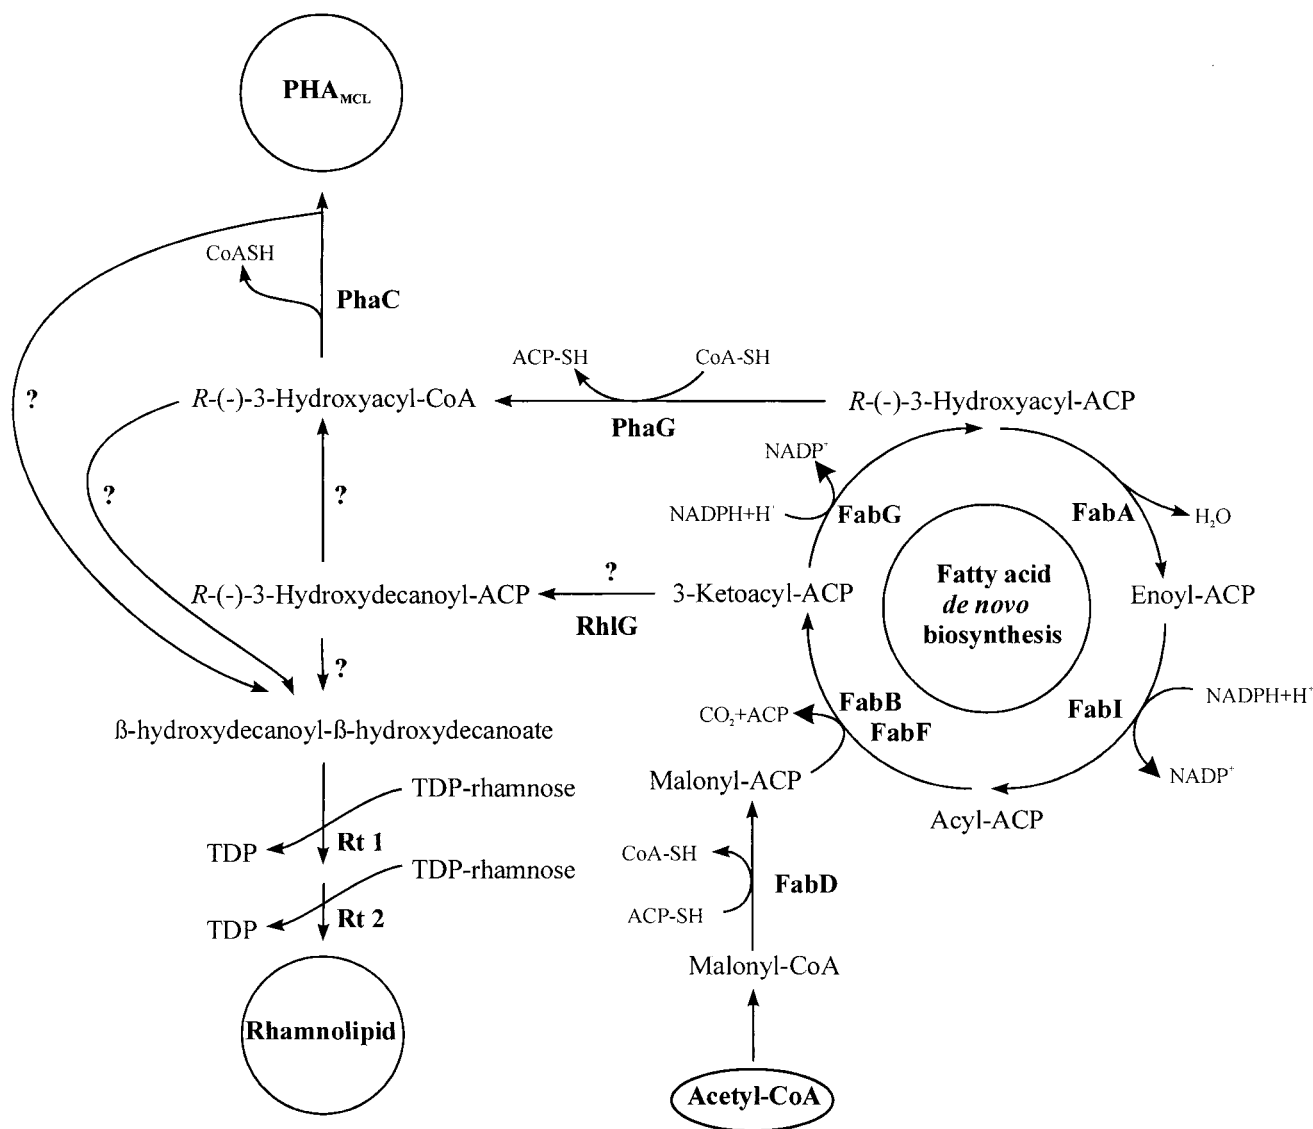 PHA MCL
CoASH
PhaC
?
ACP-SH
CoA-SH
R-(-)-3-Hydroxyacyl-CoA
R-(-)-3-Hydroxyacyl-ACP
PhaG
NADP⁺
?
?
NADPH+H⁺
FabG
FabA
H₂O
Fatty acid
de novo
biosynthesis
R-(-)-3-Hydroxydecanoyl-ACP
?
RhlG
3-Ketoacyl-ACP
Enoyl-ACP
?
ß-hydroxydecanoyl-ß-hydroxydecanoate
CO₂+ACP
FabB
FabF
FabI
NADPH+H⁺
NADP⁺
Malonyl-ACP
Acyl-ACP
TDP-rhamnose
TDP
Rt 1
TDP-rhamnose
TDP
Rt 2
CoA-SH
FabD
ACP-SH
Malonyl-CoA
Rhamnolipid
Acetyl-CoA